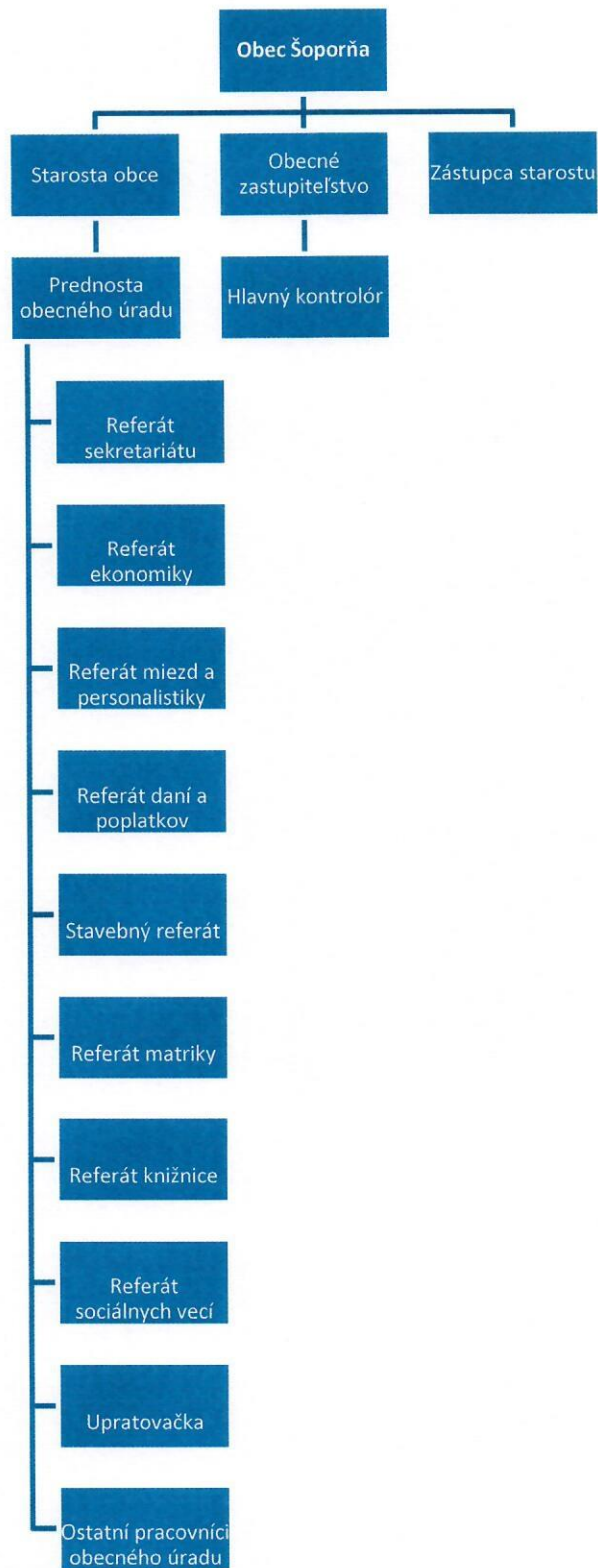 Obec Šoporňa
Starosta obce
Obecné
zastupiteľstvo
Zástupca starostu
Prednosta
obecného úradu
Hlavný kontrolór
Referát
sekretariátu
Referát
ekonomiky
Referát miezd a
personalistiky
Referát daní a
poplatkov
Stavebný referát
Referát matriky
Referát knižnice
Referát
sociálnych vecí
Upratovačka
Ostatní pracovníci
obecného úradu